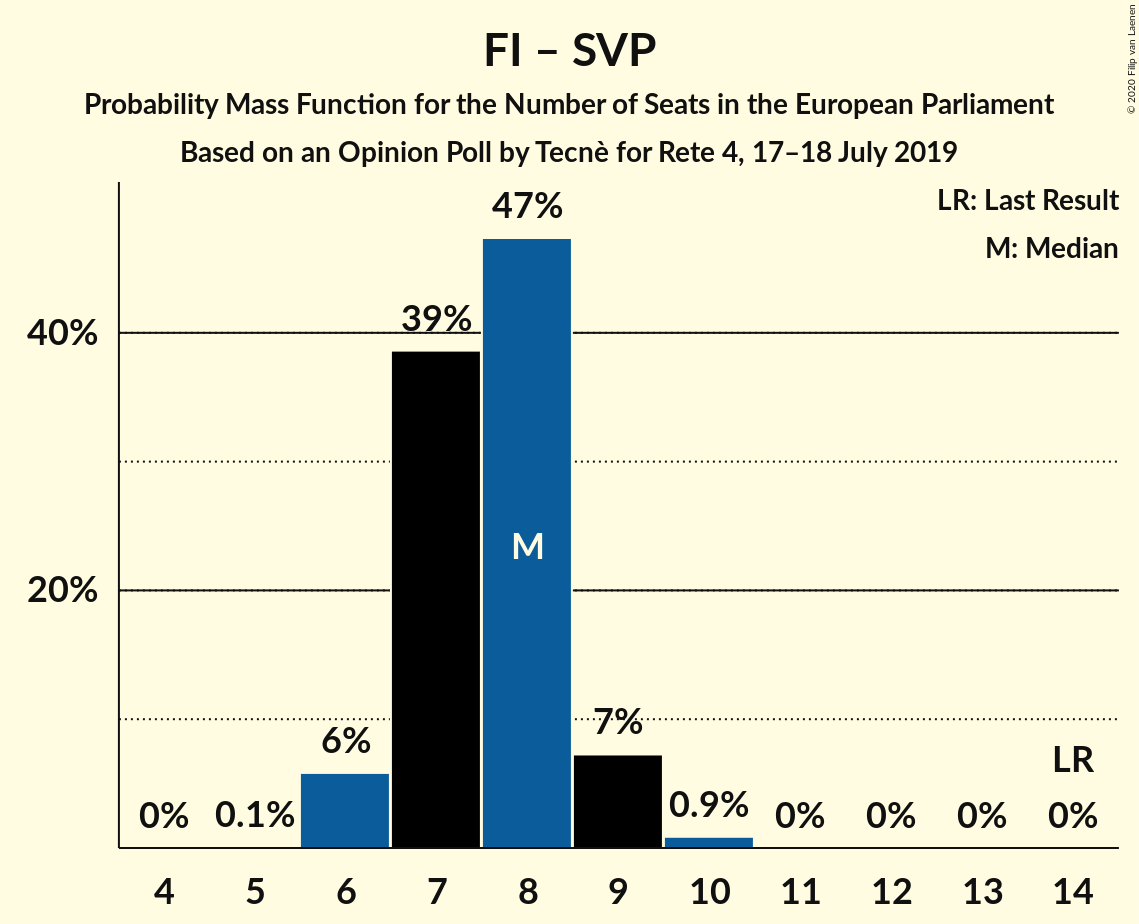 FI – SVP
Probability Mass Function for the Number of Seats in the European Parliament
Based on an Opinion Poll by Tecnè for Rete 4, 17–18 July 2019
© 2020 Filip van Laenen
LR: Last Result
M: Median
40%
20%
0%
0.1%
6%
39%
47%
M
7%
0.9%
0%
0%
0%
LR
0%
4 5 6 7 8 9 10 11 12 13 14